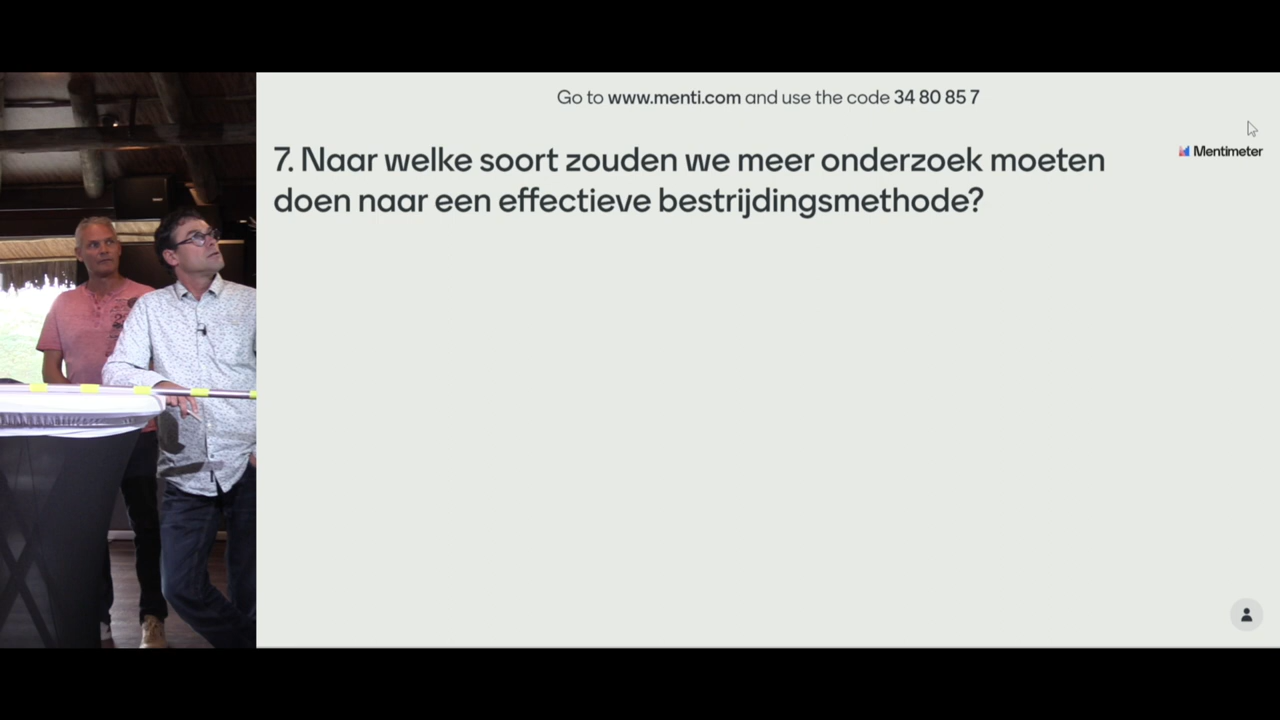 Go to www.menti.com and use the code 34 80 85 7
Mentimeter
7. Naar welke soort zouden we meer onderzoek moeten
doen naar een effectieve bestrijdingsmethode?